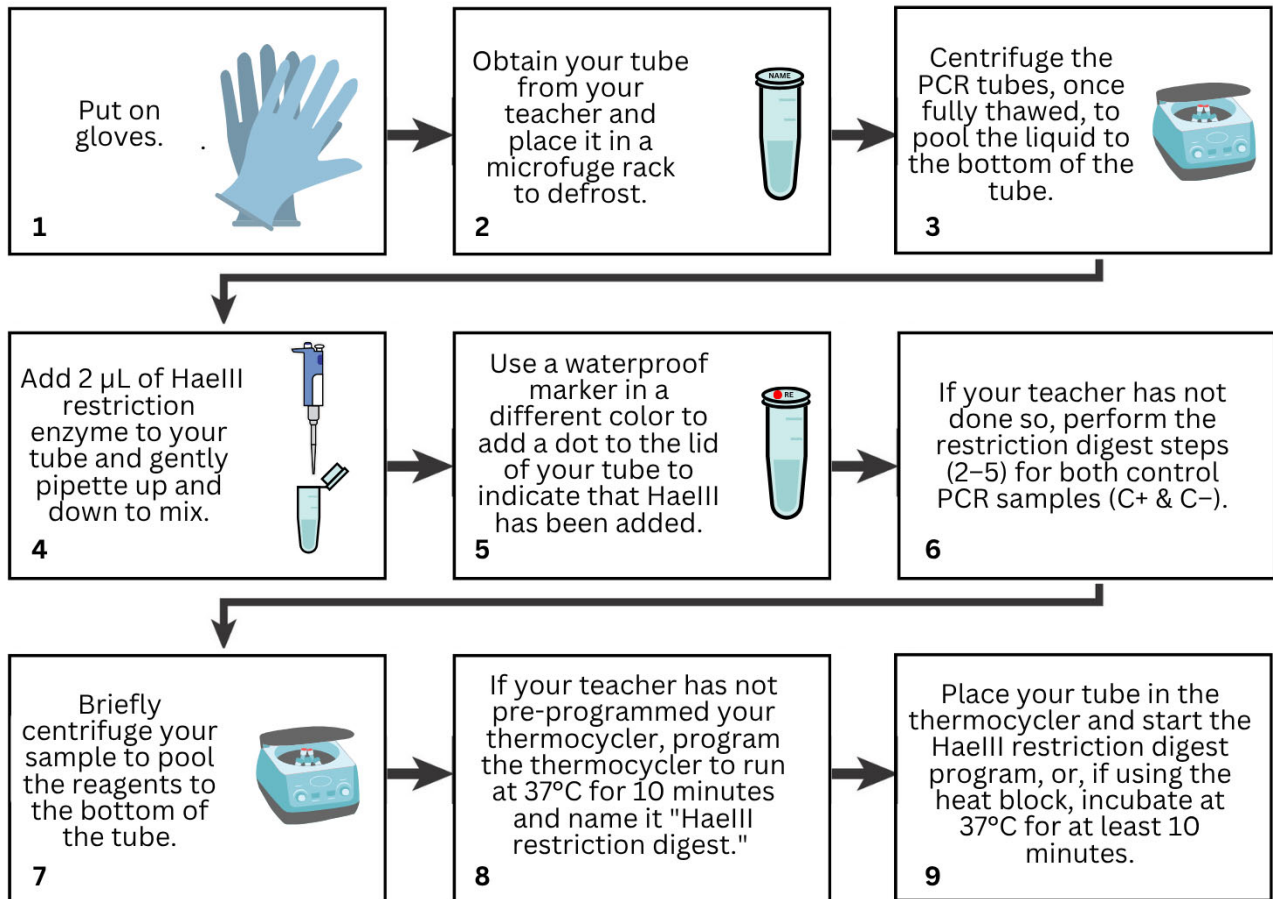 Put on
gloves.
.
1
Obtain your tube
from your
teacher and
place it in a
microfuge rack
to defrost.
NAME
2
Centrifuge the
PCR tubes, once
fully thawed, to
pool the liquid to
the bottom of the
tube.
3
Add 2 µL of HaeIII
restriction
enzyme to your
tube and gently
pipette up and
down to mix.
4
Use a waterproof
marker in a
different color to
add a dot to the lid
of your tube to
indicate that HaeIII
has been added.
RE
5
If your teacher has not
done so, perform the
restriction digest steps
(2–5) for both control
PCR samples (C+ & C–).
6
Briefly
centrifuge your
sample to pool
the reagents to
the bottom of
the tube.
7
If your teacher has not
pre-programmed your
thermocycler, program
the thermocycler to run
at 37°C for 10 minutes
and name it "HaeIII
restriction digest."
8
Place your tube in the
thermocycler and start the
HaeIII restriction digest
program, or, if using the
heat block, incubate at
37°C for at least 10
minutes.
9